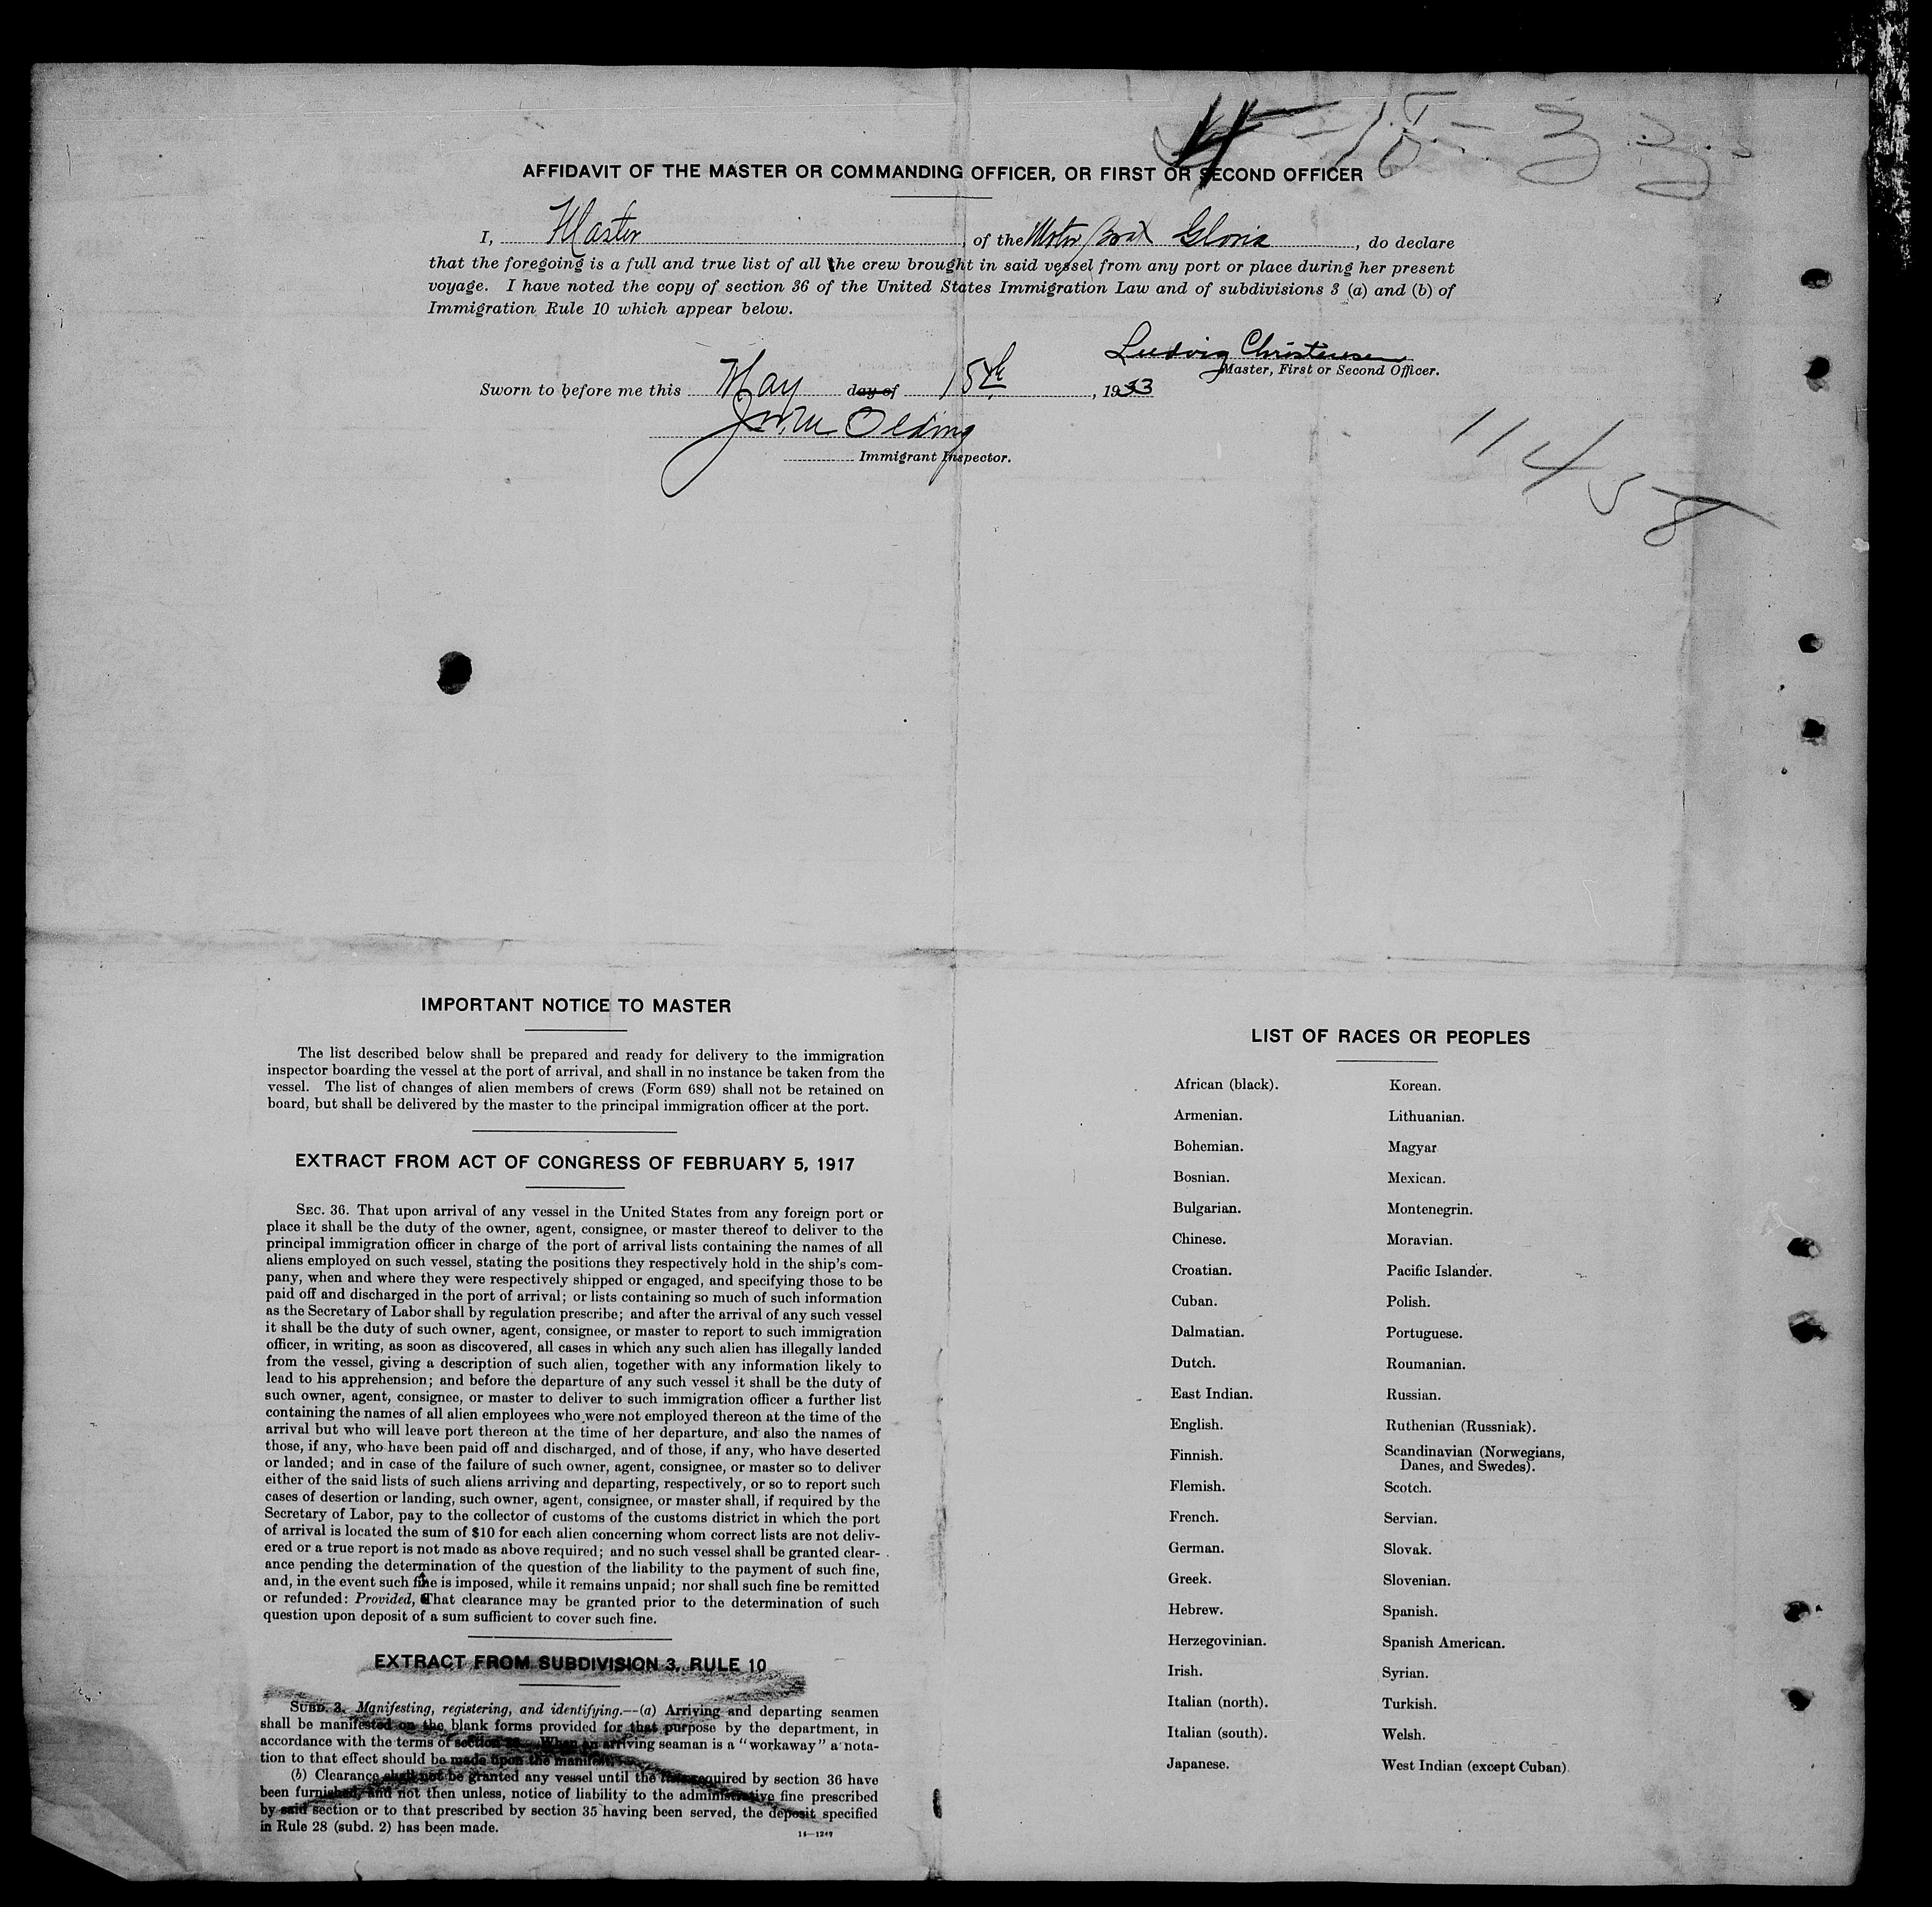 4-15-33
AFFIDAVIT OF THE MASTER OR COMMANDING OFFICER, OR FIRST OR SECOND OFFICER
I, Master, of the Motor Boat Gloria, do declare
that the foregoing is a full and true list of all the crew brought in said vessel from any port or place during her present
voyage. I have noted the copy of section 36 of the United States Immigration Law and of subdivisions 3 (a) and (b) of
Immigration Rule 10 which appear below.
Ludvig Christensen
Master, First or Second Officer.
Sworn to before me this May day of 15th, 1933
Immigrant Inspector.
11458
IMPORTANT NOTICE TO MASTER
The list described below shall be prepared and ready for delivery to the immigration
inspector boarding the vessel at the port of arrival, and shall in no instance be taken from the
vessel. The list of changes of alien members of crews (Form 689) shall not be retained on
board, but shall be delivered by the master to the principal immigration officer at the port.
EXTRACT FROM ACT OF CONGRESS OF FEBRUARY 5, 1917
SEC. 36. That upon arrival of any vessel in the United States from any foreign port or
place it shall be the duty of the owner, agent, consignee, or master thereof to deliver to the
principal immigration officer in charge of the port of arrival lists containing the names of all
aliens employed on such vessel, stating the positions they respectively hold in the ship's com-
pany, when and where they were respectively shipped or engaged, and specifying those to be
paid off and discharged in the port of arrival; or lists containing so much of such information
as the Secretary of Labor shall by regulation prescribe; and after the arrival of any such vessel
it shall be the duty of such owner, agent, consignee, or master to report to such immigration
officer, in writing, as soon as discovered, all cases in which any such alien has illegally landed
from the vessel, giving a description of such alien, together with any information likely to
lead to his apprehension; and before the departure of any such vessel it shall be the duty of
such owner, agent, consignee, or master to deliver to such immigration officer a further list
containing the names of all alien employees who were not employed thereon at the time of the
arrival but who will leave port thereon at the time of her departure, and also the names of
those, if any, who have been paid off and discharged, and of those, if any, who have deserted
or landed; and in case of the failure of such owner, agent, consignee, or master so to deliver
either of the said lists of such aliens arriving and departing, respectively, or so to report such
cases of desertion or landing, such owner, agent, consignee, or master shall, if required by the
Secretary of Labor, pay to the collector of customs of the customs district in which the port
of arrival is located the sum of $10 for each alien concerning whom correct lists are not deliv-
ered or a true report is not made as above required; and no such vessel shall be granted clear-
ance pending the determination of the question of the liability to the payment of such fine,
and, in the event such fine is imposed, while it remains unpaid; nor shall such fine be remitted
or refunded: Provided, That clearance may be granted prior to the determination of such
question upon deposit of a sum sufficient to cover such fine.
EXTRACT FROM SUBDIVISION 3, RULE 10
SUBD. 3. Manifesting, registering, and identifying.—(a) Arriving and departing seamen
shall be manifested on the blank forms provided for that purpose by the department, in
accordance with the terms of section 36. When an arriving seaman is a "workaway" a nota-
tion to that effect should be made upon the manifest.
(b) Clearance shall not be granted any vessel until the lists required by section 36 have
been furnished, and not then unless, notice of liability to the administrative fine prescribed
by said section or to that prescribed by section 35 having been served, the deposit specified
in Rule 28 (subd. 2) has been made.
14—1247
LIST OF RACES OR PEOPLES
African (black).
Armenian.
Bohemian.
Bosnian.
Bulgarian.
Chinese.
Croatian.
Cuban.
Dalmatian.
Dutch.
East Indian.
English.
Finnish.
Flemish.
French.
German.
Greek.
Hebrew.
Herzegovinian.
Irish.
Italian (north).
Italian (south).
Japanese.
Korean.
Lithuanian.
Magyar
Mexican.
Montenegrin.
Moravian.
Pacific Islander.
Polish.
Portuguese.
Roumanian.
Russian.
Ruthenian (Russniak).
Scandinavian (Norwegians,
Danes, and Swedes).
Scotch.
Servian.
Slovak.
Slovenian.
Spanish.
Spanish American.
Syrian.
Turkish.
Welsh.
West Indian (except Cuban)